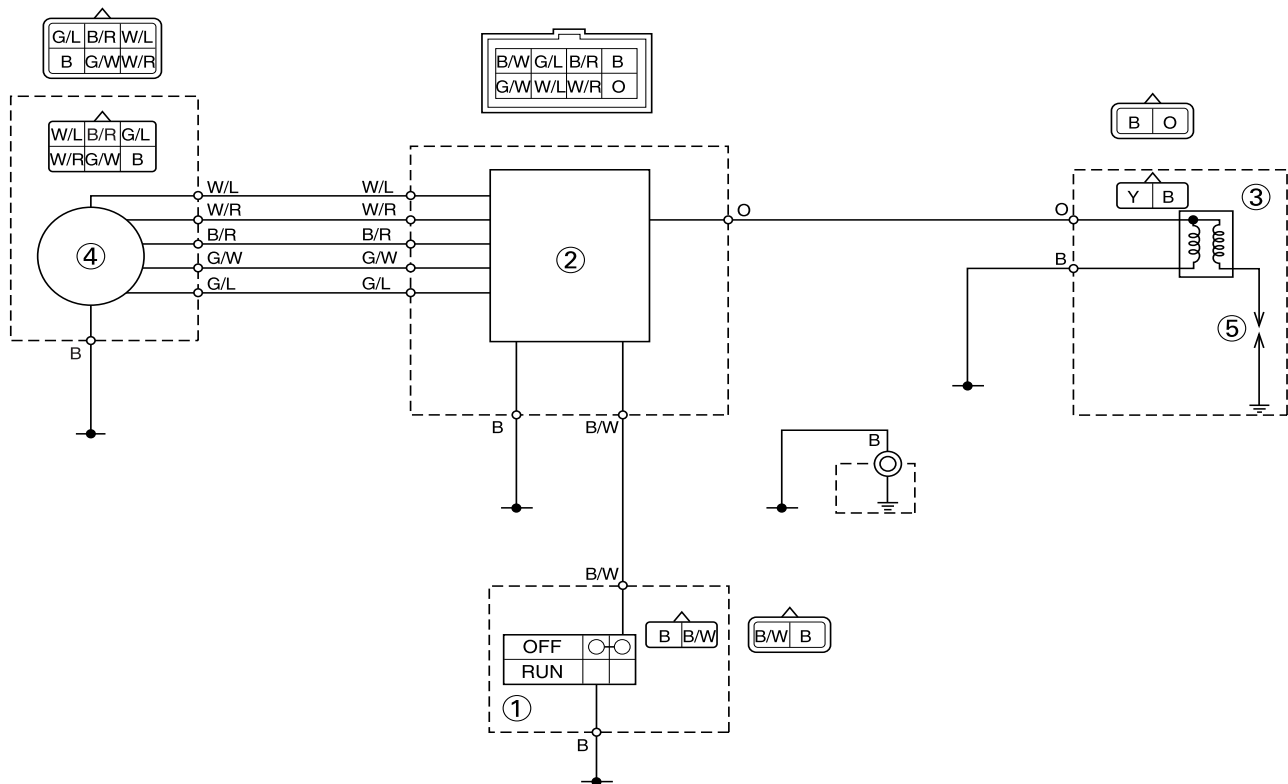 G/L B/R W/L
B G/W W/R
B/W G/L B/R B
G/W W/L W/R O
B O
W/L B/R G/L
W/R G/W B
Y B
③
W/L W/L
W/R W/R
O O
B/R B/R
④
②
G/W G/W
B
G/L G/L
⑤
B
B B/W
B
B/W
B B/W
B/W B
OFF
RUN
①
B